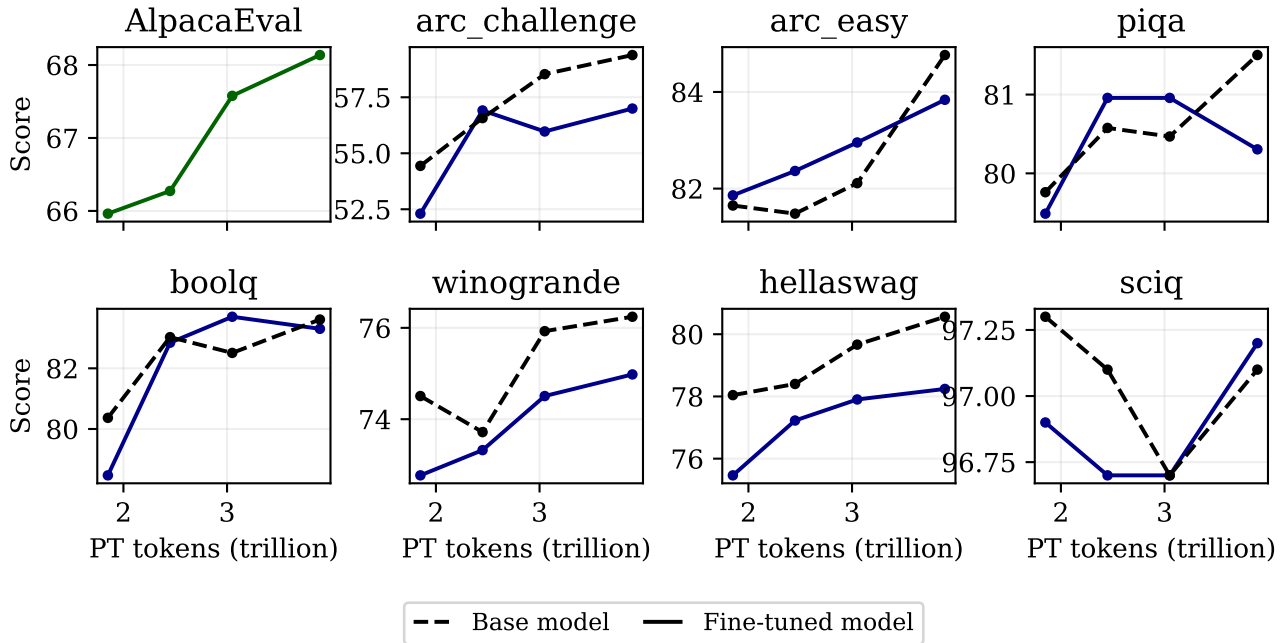 AlpacaEval
arc_challenge
arc_easy
piqa
68
67
66
Score
57.5
55.0
52.5
84
82
81
80
boolq
winogrande
hellaswag
sciq
82
80
Score
76
74
80
78
76
97.25
97.00
96.75
2 3
2 3
2 3
2 3
PT tokens (trillion)
PT tokens (trillion)
PT tokens (trillion)
PT tokens (trillion)
Base model
Fine-tuned model